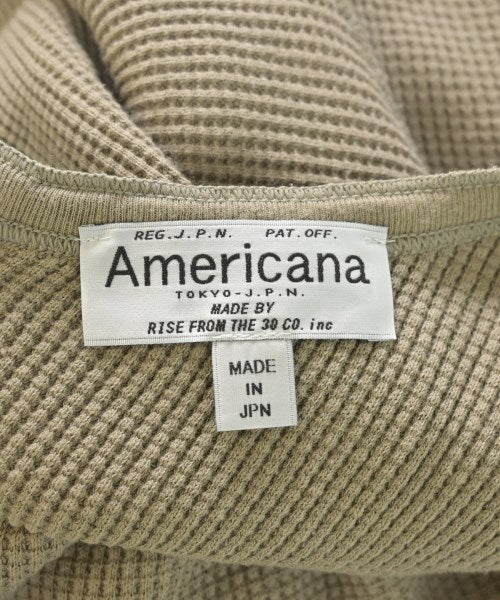 REG.J.P.N. PAT.OFF.
Americana
TOKYO-J.P.N.
MADE BY
RISE FROM THE 30 CO. inc
MADE
IN
JPN